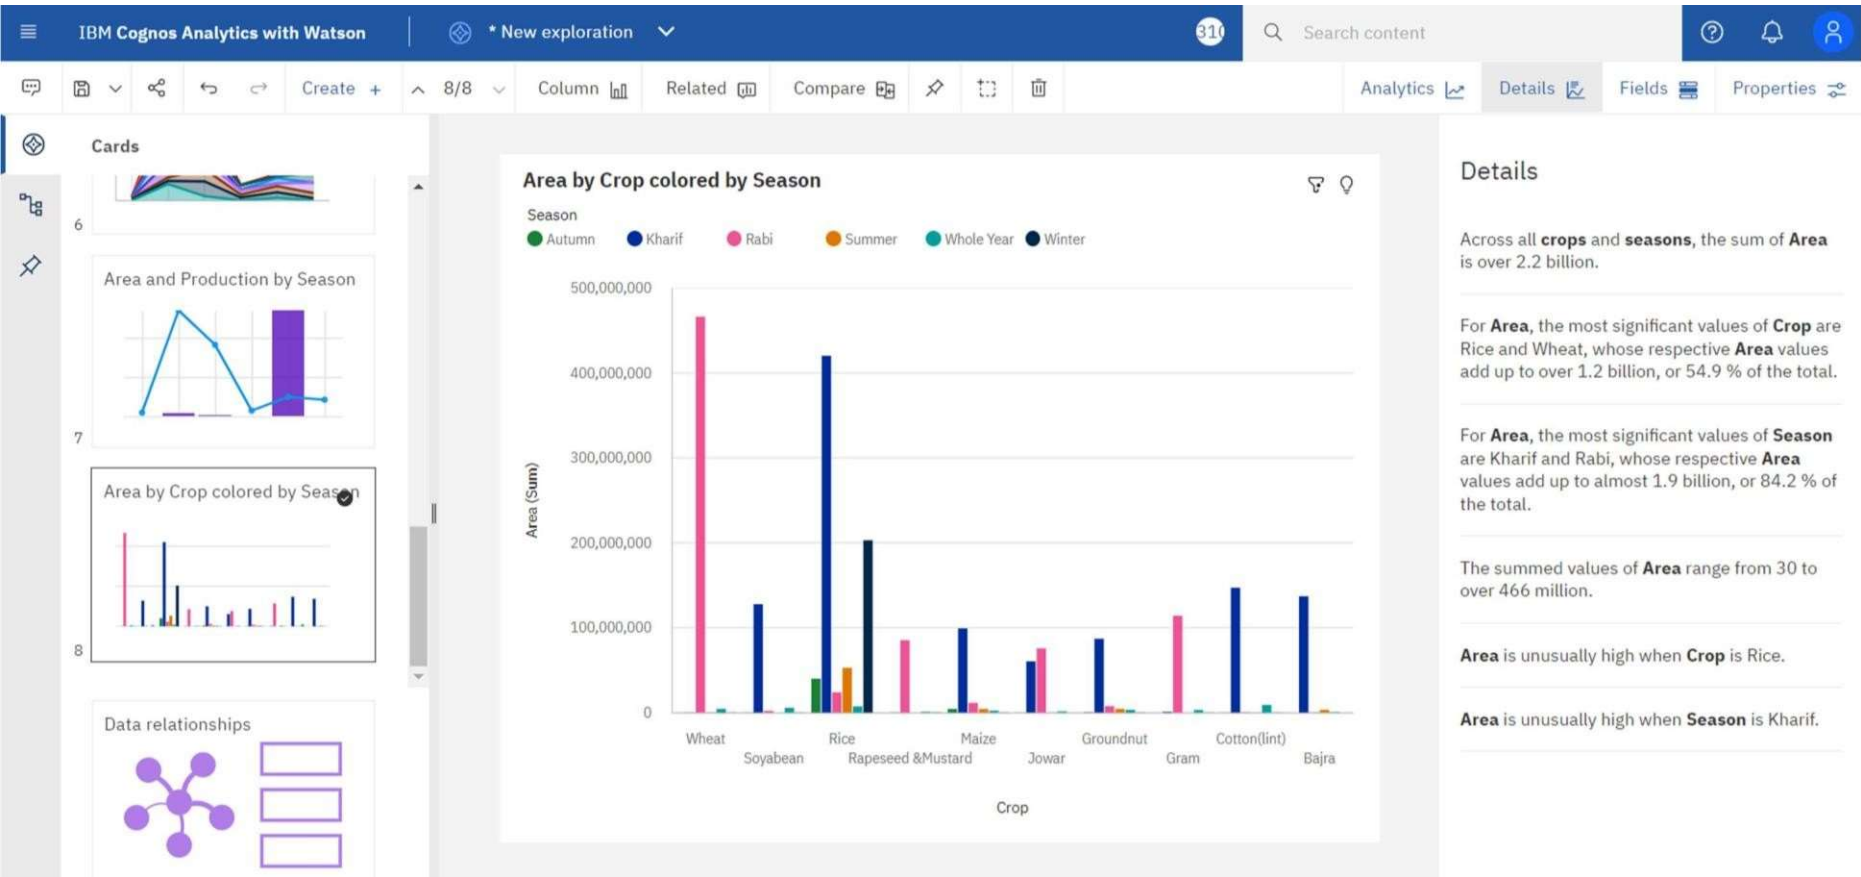 IBM Cognos Analytics with Watson
* New exploration
Search content
Create +
8/8
Column
Related
Compare
Analytics
Details
Fields
Properties
Cards
6
Area and Production by Season
7
Area by Crop colored by Season
8
Data relationships
Area by Crop colored by Season
Season
Autumn Kharif Rabi Summer Whole Year Winter
500,000,000
400,000,000
300,000,000
200,000,000
100,000,000
0
Area (Sum)
Wheat Rice Maize Groundnut Cotton(lint)
Soyabean Rapeseed &Mustard Jowar Gram Bajra
Crop
Details
Across all crops and seasons, the sum of Area
is over 2.2 billion.
For Area, the most significant values of Crop are
Rice and Wheat, whose respective Area values
add up to over 1.2 billion, or 54.9 % of the total.
For Area, the most significant values of Season
are Kharif and Rabi, whose respective Area
values add up to almost 1.9 billion, or 84.2 % of
the total.
The summed values of Area range from 30 to
over 466 million.
Area is unusually high when Crop is Rice.
Area is unusually high when Season is Kharif.